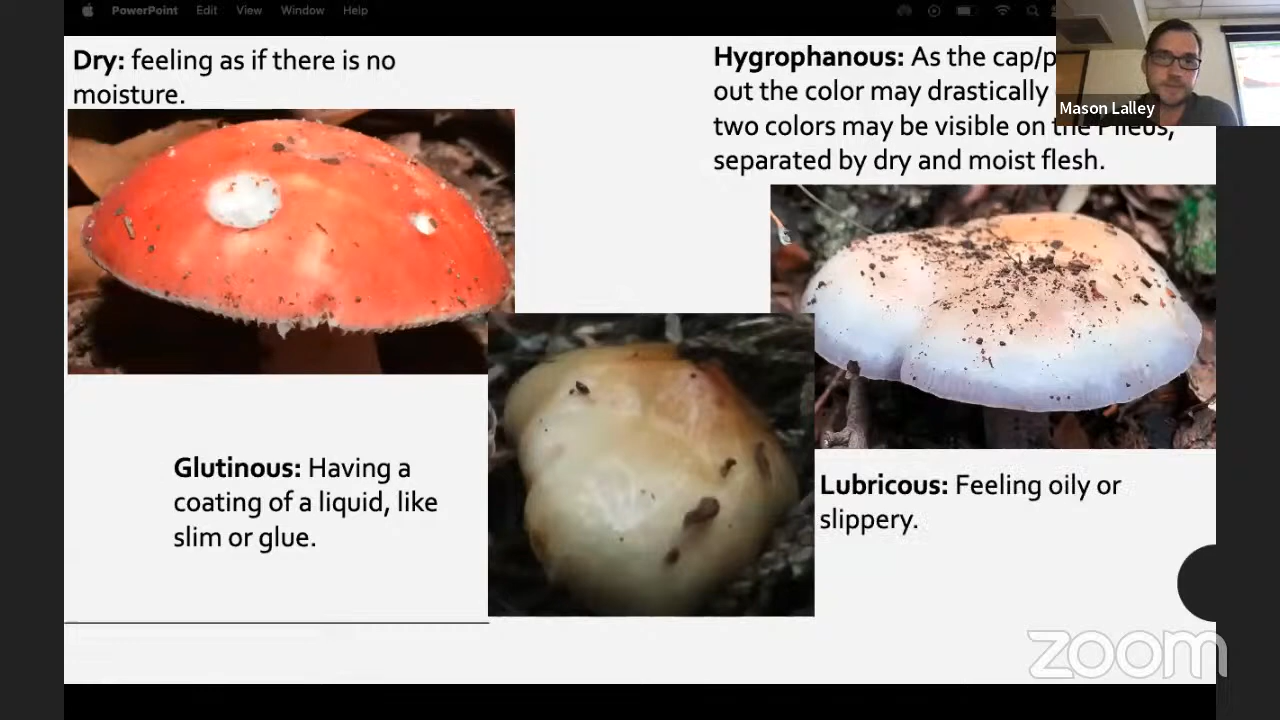 PowerPoint Edit View Window Help
Dry: feeling as if there is no
moisture.
Hygrophanous: As the
out the color may drastically
two colors may be visible on the Pileus,
separated by dry and moist flesh.
Mason Lalley
Glutinous: Having a
coating of a liquid, like
slim or glue.
Lubricous: Feeling oily or
slippery.
zoom